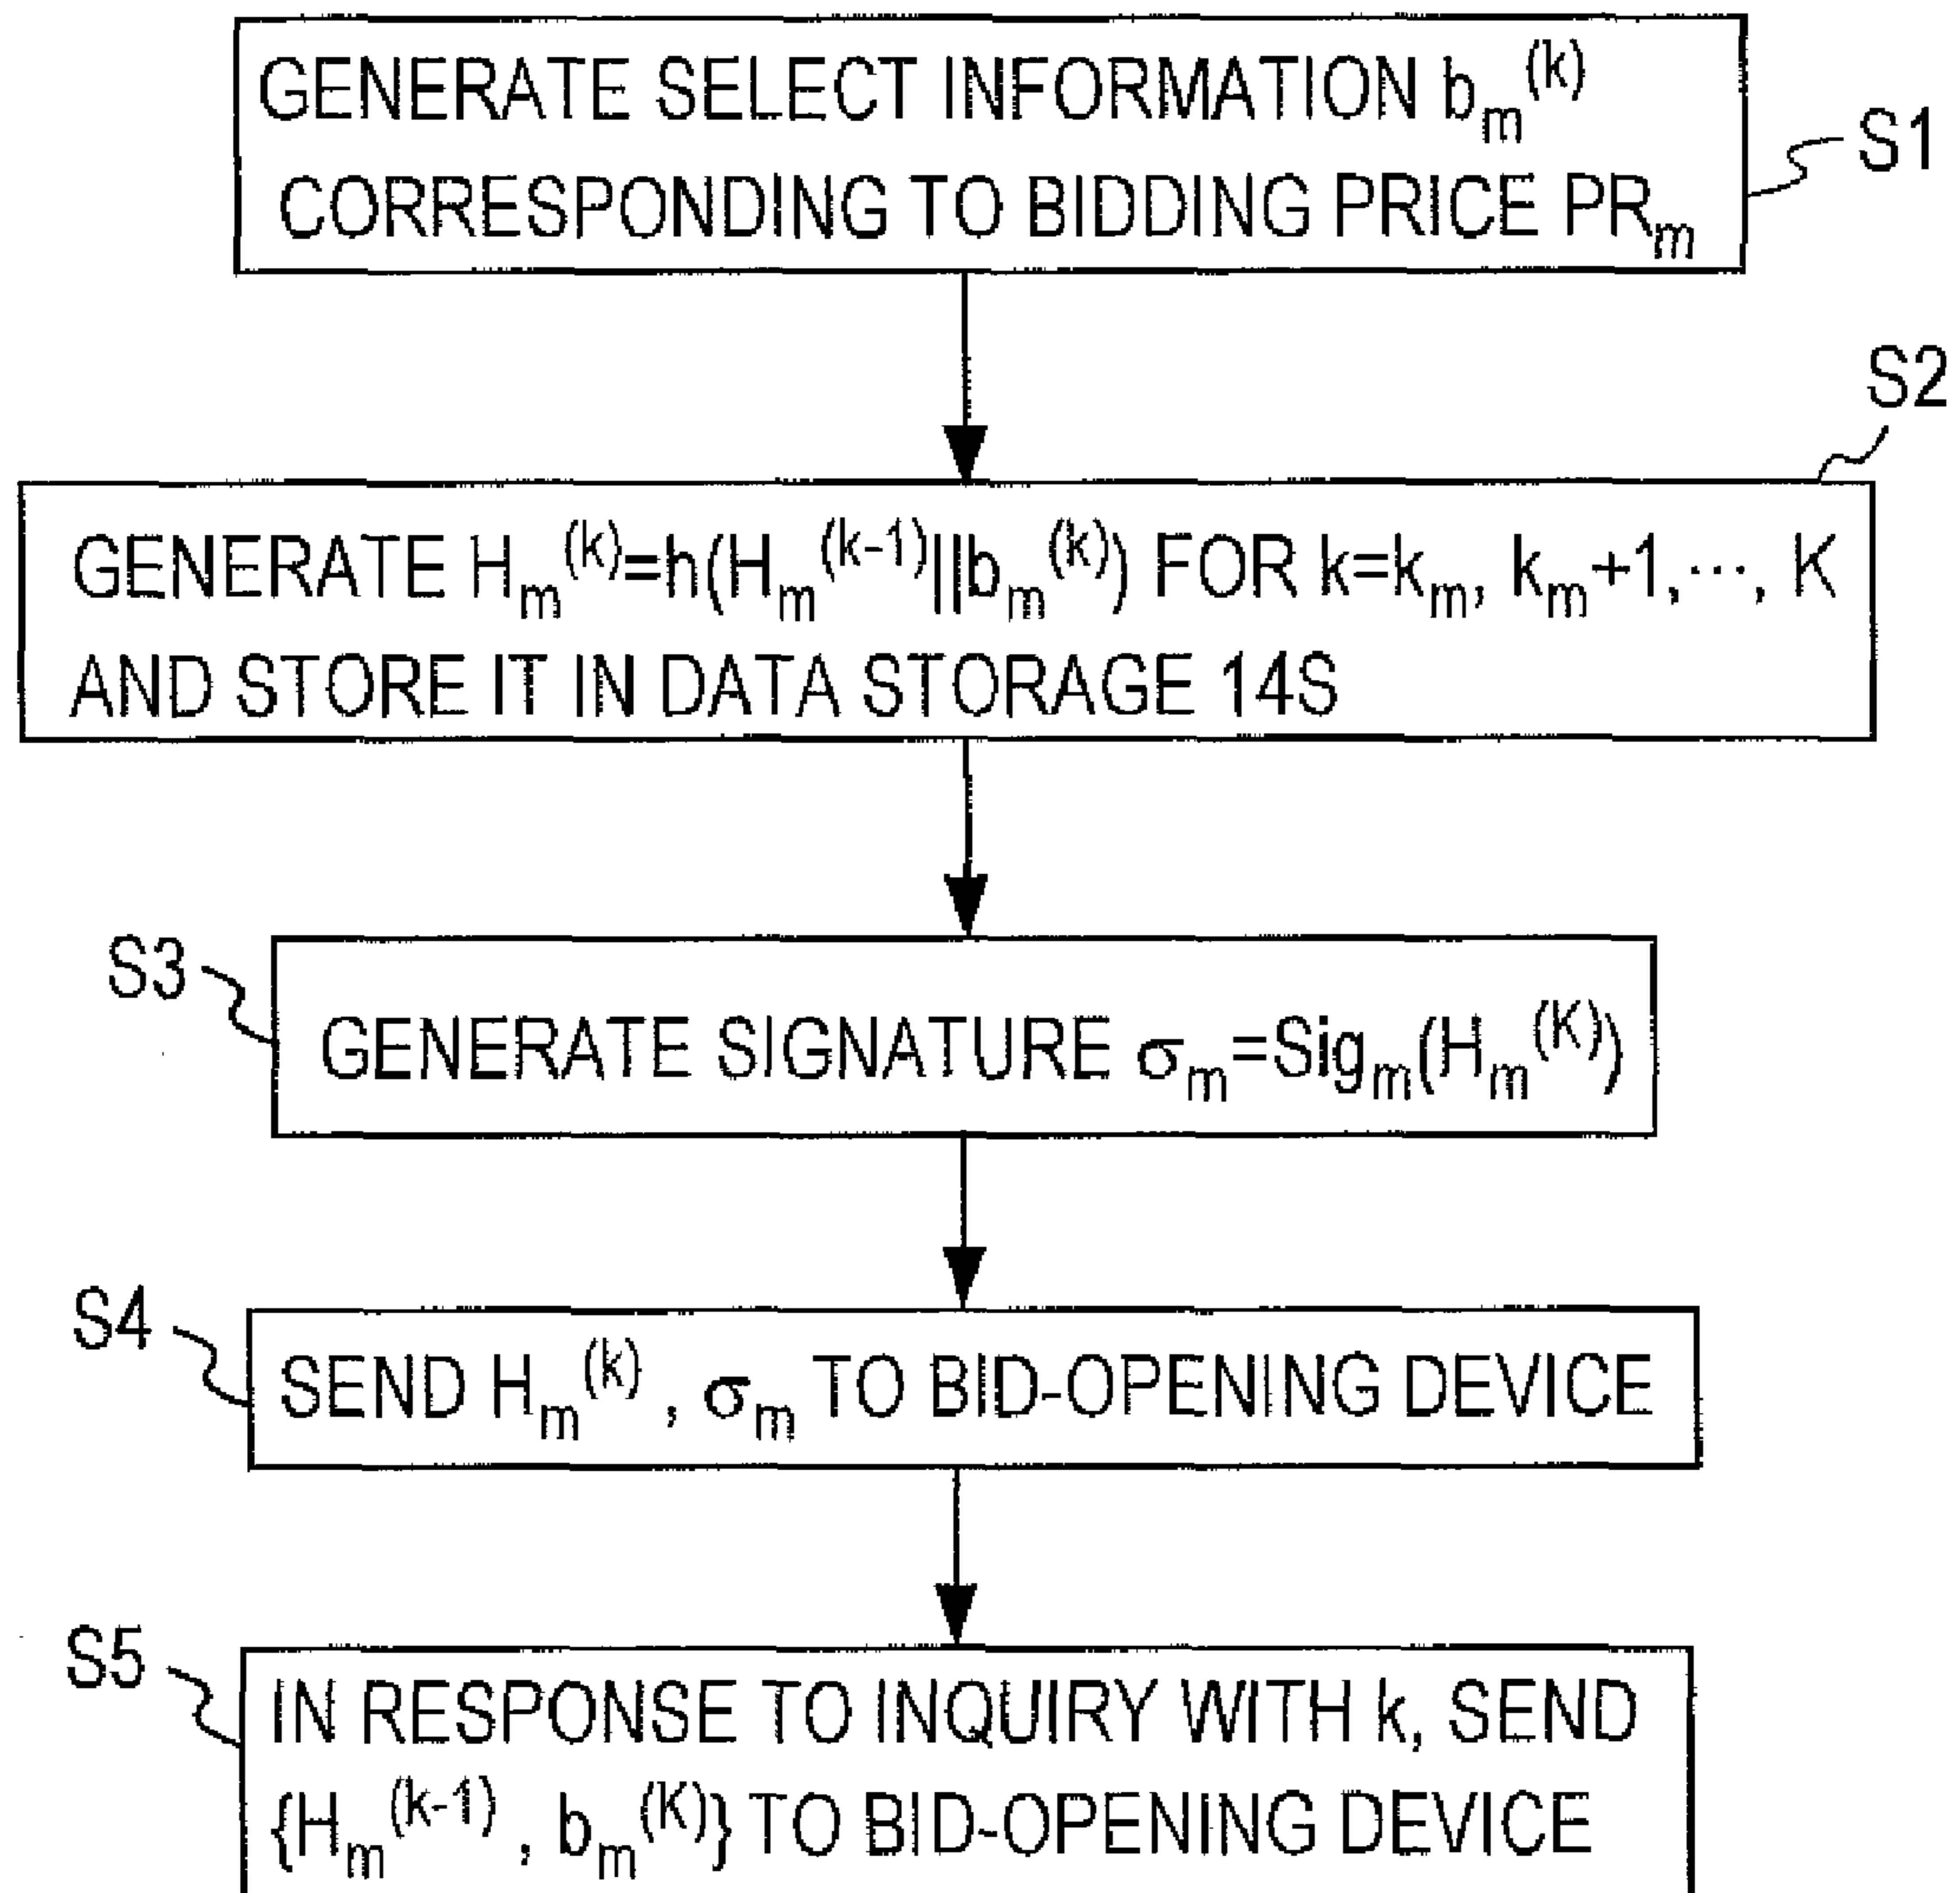 GENERATE SELECT INFORMATION b_m^(k)
CORRESPONDING TO BIDDING PRICE PR_m
S1
S2
GENERATE H_m^(k)=h(H_m^(k-1)||b_m^(k)) FOR k=k_m, k_m+1,···, K
AND STORE IT IN DATA STORAGE 14S
S3
GENERATE SIGNATURE σ_m=Sig_m(H_m^(K))
S4
SEND H_m^(k), σ_m TO BID-OPENING DEVICE
S5
IN RESPONSE TO INQUIRY WITH k, SEND
{H_m^(k-1), b_m^(K)} TO BID-OPENING DEVICE